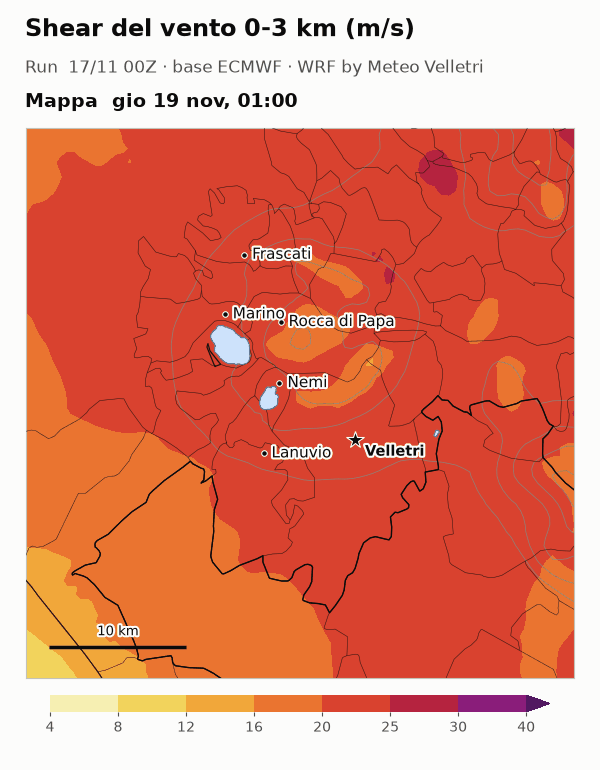 Shear del vento 0-3 km (m/s)
Run  17/11 00Z · base ECMWF · WRF by Meteo Velletri
Mappa  gio 19 nov, 01:00
Frascati
Marino
Rocca di Papa
Nemi
Velletri
Lanuvio
10 km
4 8 12 16 20 25 30 40